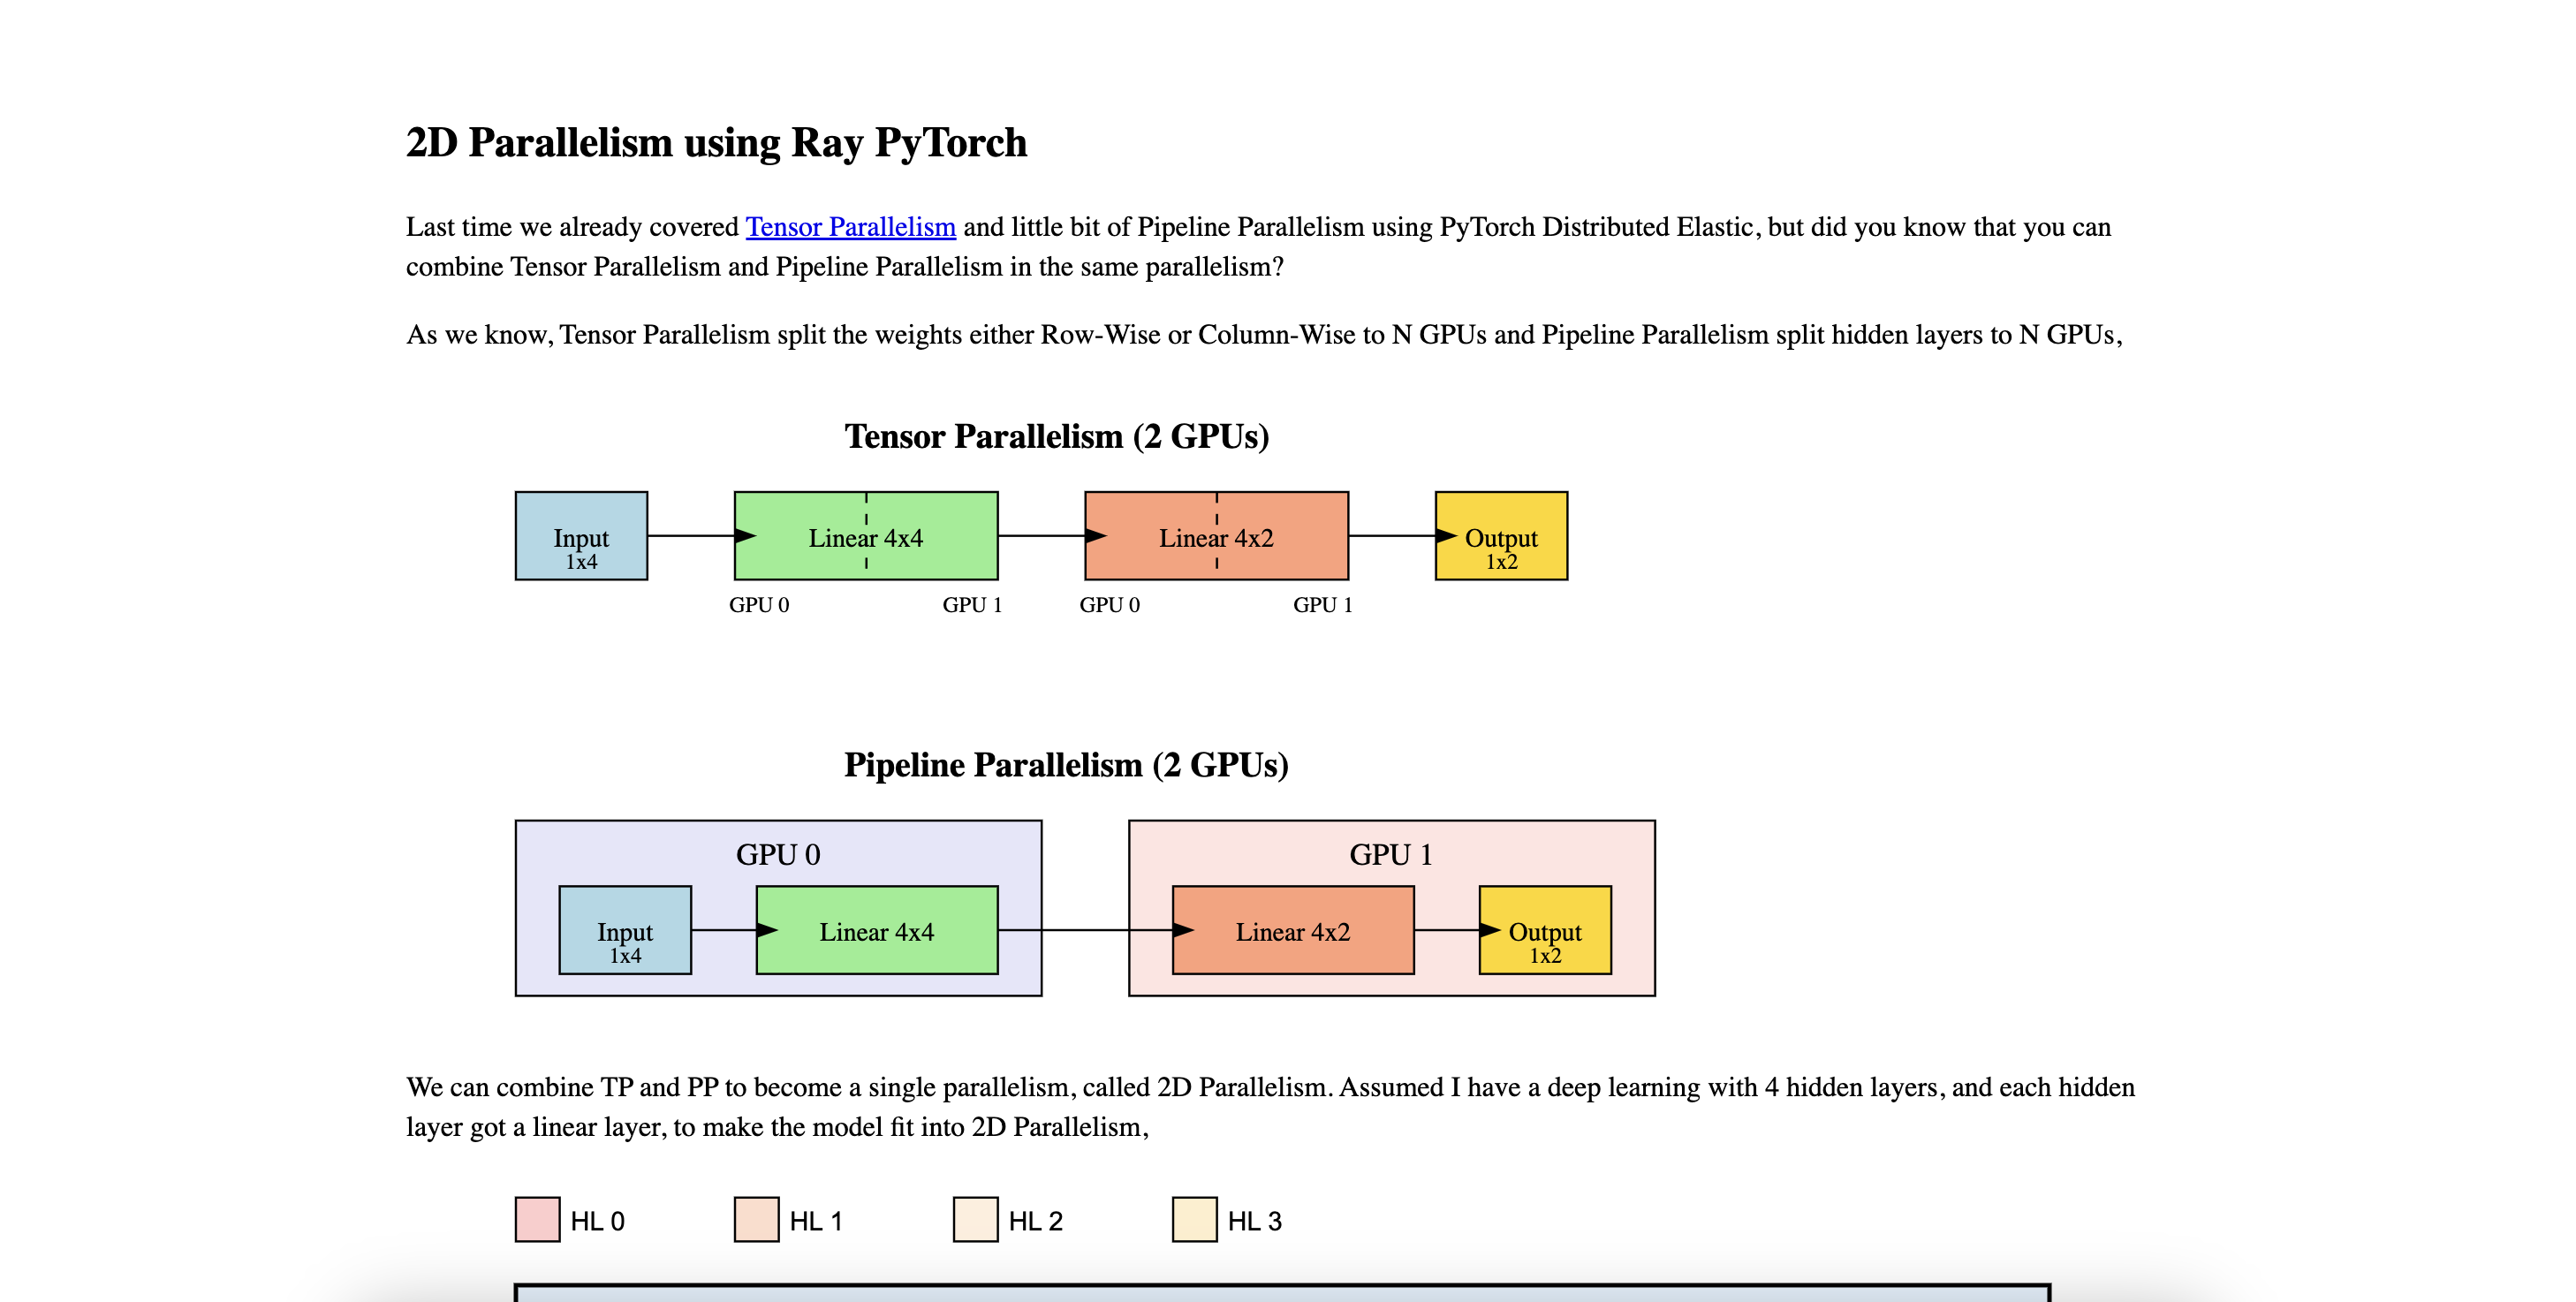 2D Parallelism using Ray PyTorch
Last time we already covered Tensor Parallelism and little bit of Pipeline Parallelism using PyTorch Distributed Elastic, but did you know that you can
combine Tensor Parallelism and Pipeline Parallelism in the same parallelism?
As we know, Tensor Parallelism split the weights either Row-Wise or Column-Wise to N GPUs and Pipeline Parallelism split hidden layers to N GPUs,
Tensor Parallelism (2 GPUs)
Input
1x4
Linear 4x4
Linear 4x2
Output
1x2
GPU 0
GPU 1
GPU 0
GPU 1
Pipeline Parallelism (2 GPUs)
GPU 0
Input
1x4
Linear 4x4
GPU 1
Linear 4x2
Output
1x2
We can combine TP and PP to become a single parallelism, called 2D Parallelism. Assumed I have a deep learning with 4 hidden layers, and each hidden
layer got a linear layer, to make the model fit into 2D Parallelism,
HL 0
HL 1
HL 2
HL 3